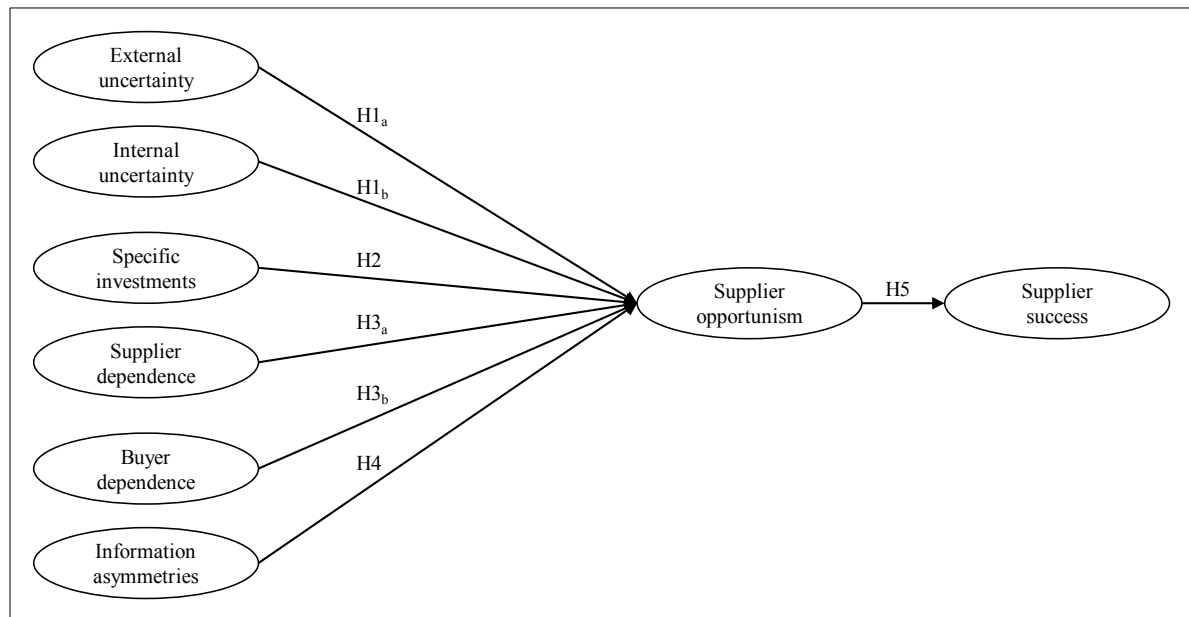 External
uncertainty
H1a
Internal
uncertainty
H1b
Specific
investments
H2
Supplier
opportunism
H5
Supplier
success
Supplier
dependence
H3a
Buyer
dependence
H3b
Information
asymmetries
H4